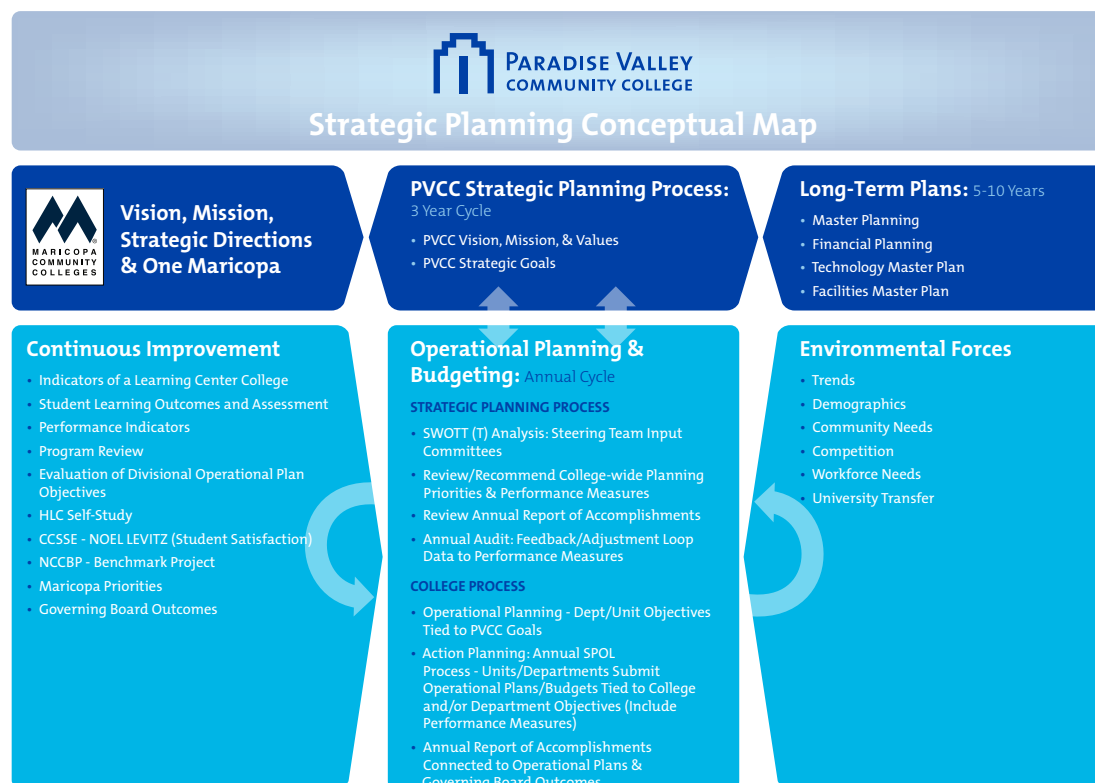 PARADISE VALLEY
COMMUNITY COLLEGE
Strategic Planning Conceptual Map
MARICOPA
COMMUNITY
COLLEGES
®
Vision, Mission,
Strategic Directions
& One Maricopa
PVCC Strategic Planning Process:
3 Year Cycle
• PVCC Vision, Mission, & Values
• PVCC Strategic Goals
Long-Term Plans: 5-10 Years
• Master Planning
• Financial Planning
• Technology Master Plan
• Facilities Master Plan
Continuous Improvement
• Indicators of a Learning Center College
• Student Learning Outcomes and Assessment
• Performance Indicators
• Program Review
• Evaluation of Divisional Operational Plan
Objectives
• HLC Self-Study
• CCSSE - NOEL LEVITZ (Student Satisfaction)
• NCCBP - Benchmark Project
• Maricopa Priorities
• Governing Board Outcomes
Operational Planning &
Budgeting: Annual Cycle
STRATEGIC PLANNING PROCESS
• SWOTT (T) Analysis: Steering Team Input
Committees
• Review/Recommend College-wide Planning
Priorities & Performance Measures
• Review Annual Report of Accomplishments
• Annual Audit: Feedback/Adjustment Loop
Data to Performance Measures
COLLEGE PROCESS
• Operational Planning - Dept/Unit Objectives
Tied to PVCC Goals
• Action Planning: Annual SPOL
Process - Units/Departments Submit
Operational Plans/Budgets Tied to College
and/or Department Objectives (Include
Performance Measures)
• Annual Report of Accomplishments
Connected to Operational Plans &
Governing Board Outcomes
Environmental Forces
• Trends
• Demographics
• Community Needs
• Competition
• Workforce Needs
• University Transfer